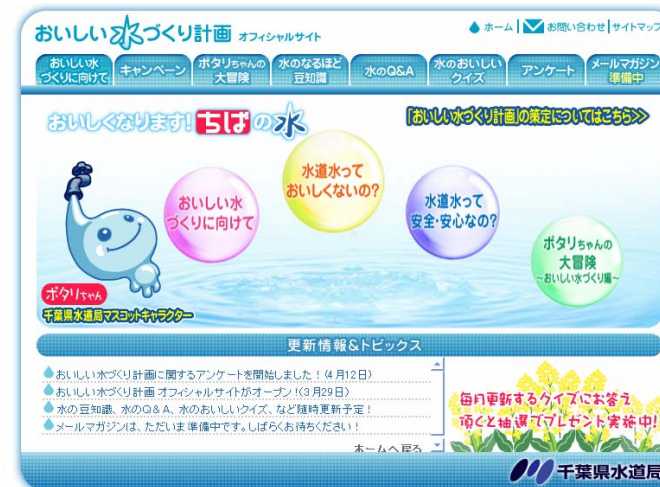 おいしい水づくり計画 オフィシャルサイト
ホーム | お問い合わせ | サイトマップ
おいしい水
づくりに向けて
キャンペーン
ポタリちゃんの
大冒険
水のなるほど
豆知識
水のQ&A
水のおいしい
クイズ
アンケート
メールマガジン
準備中
おいしくなります! ちばの水
「おいしい水づくり計画」の策定についてはこちら>>
おいしい水
づくりに向けて
水道水って
おいしくないの?
水道水って
安全・安心なの?
ポタリちゃんの
大冒険
~おいしい水づくり編~
ポタリちゃん
千葉県水道局マスコットキャラクター
更新情報&トピックス
おいしい水づくり計画に関するアンケートを開始しました!(4月12日)
おいしい水づくり計画 オフィシャルサイトがオープン!(3月29日)
水の豆知識、水のQ&A、水のおいしいクイズ、など随時更新予定!
メールマガジンは、ただいま準備中です。しばらくお待ちください!
ホームへ戻る
毎月更新するクイズにお答え
頂くと抽選でプレゼント実施中!
千葉県水道局